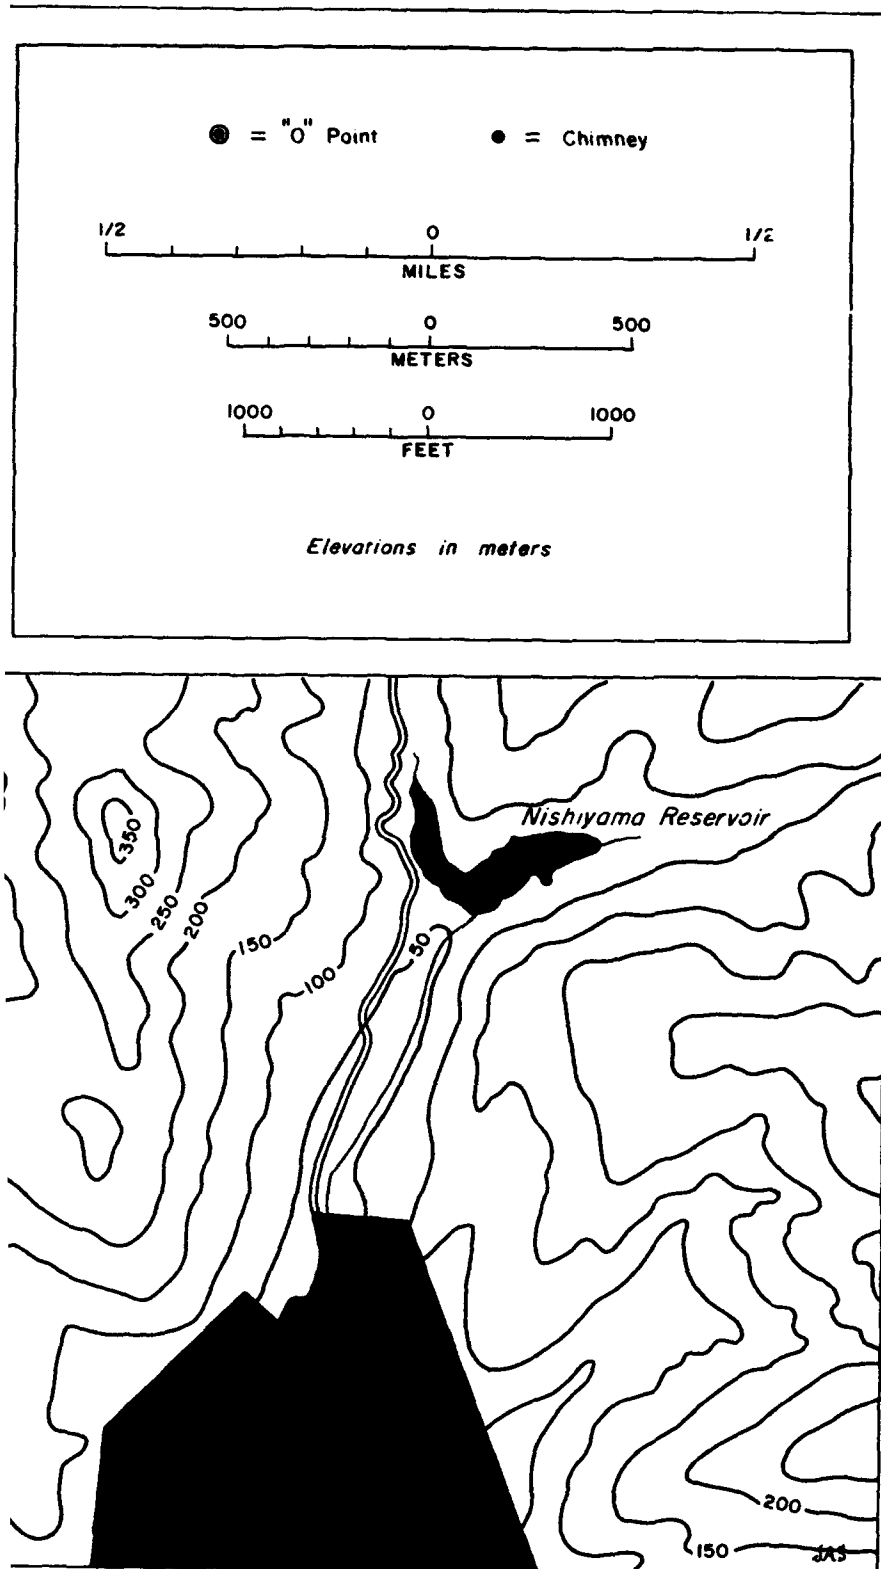 = "O" Point
= Chimney
1/2 0 1/2
MILES
500 0 500
METERS
1000 0 1000
FEET
Elevations in meters
Nishiyama Reservoir
350
300
250
200
150
100
50
200
150
JAS